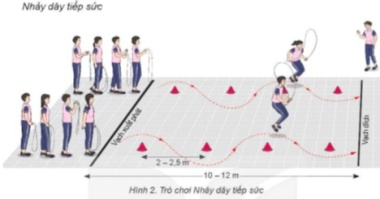 Nhảy dây tiếp sức
Vạch xuất phát
Vạch đích
2 – 2,5 m
10 – 12 m
Hình 2. Trò chơi Nhảy dây tiếp sức